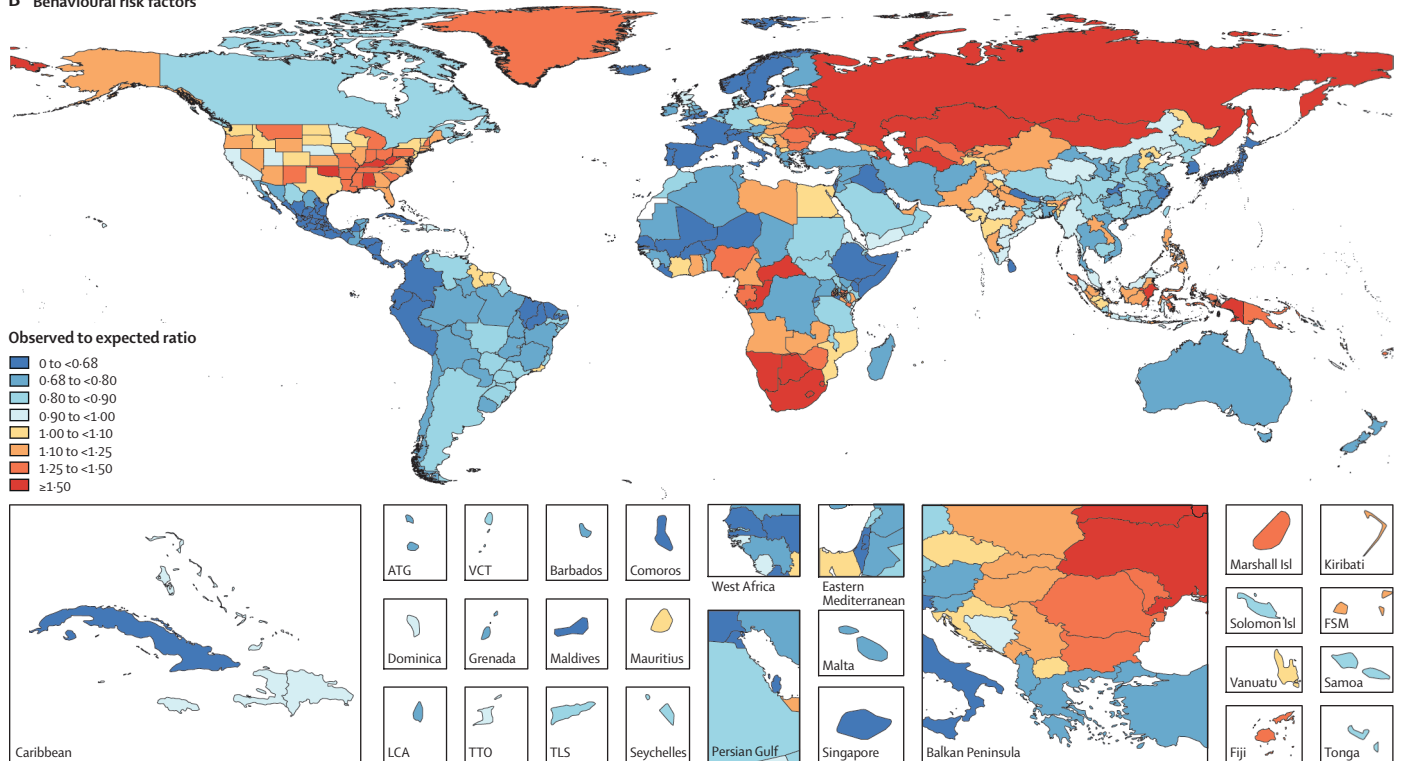 B Behavioural risk factors
Observed to expected ratio
0 to <0·68
0·68 to <0·80
0·80 to <0·90
0·90 to <1·00
1·00 to <1·10
1·10 to <1·25
1·25 to <1·50
≥1·50
Caribbean
ATG
VCT
Barbados
Comoros
Dominica
Grenada
Maldives
Mauritius
LCA
TTO
TLS
Seychelles
West Africa
Eastern
Mediterranean
Persian Gulf
Malta
Singapore
Balkan Peninsula
Marshall Isl
Kiribati
Solomon Isl
FSM
Vanuatu
Samoa
Fiji
Tonga